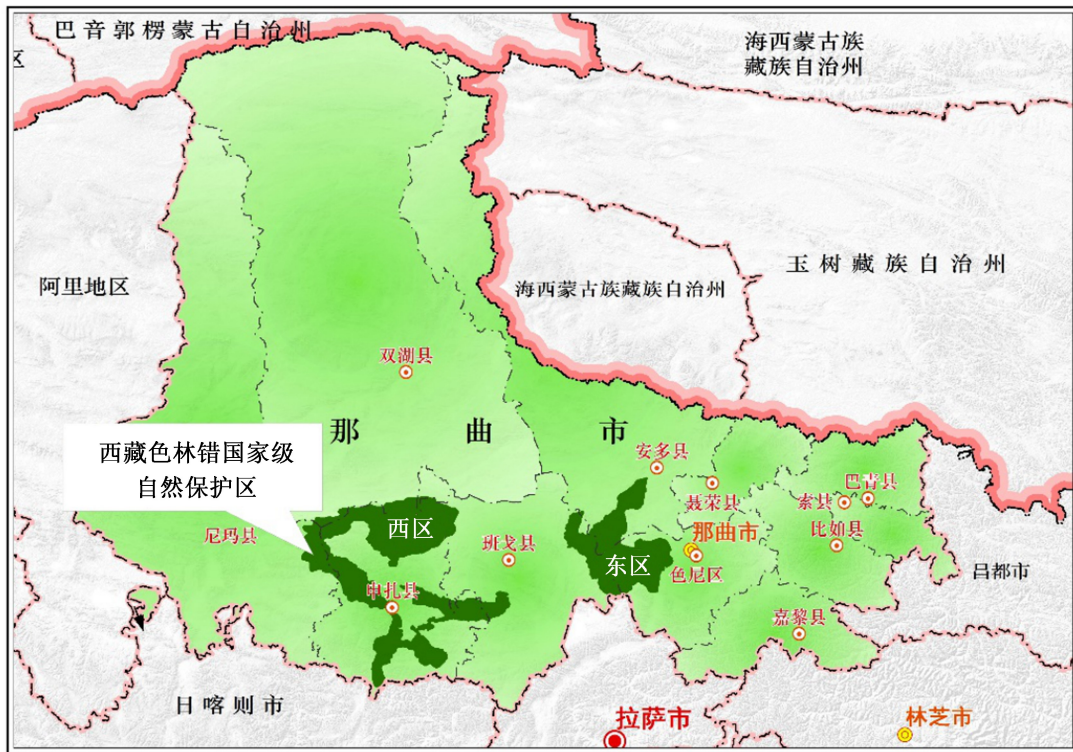 巴音郭楞蒙古自治州
海西蒙古族
藏族自治州
区
玉树藏族自治州
阿里地区
海西蒙古族藏族自治州
双湖县
那曲市
西藏色林错国家级
自然保护区
安多县
聂荣县
巴青县
索县
西区
尼玛县
班戈县
那曲市
比如县
东区
色尼区
昌都市
申扎县
嘉黎县
日喀则市
拉萨市
林芝市